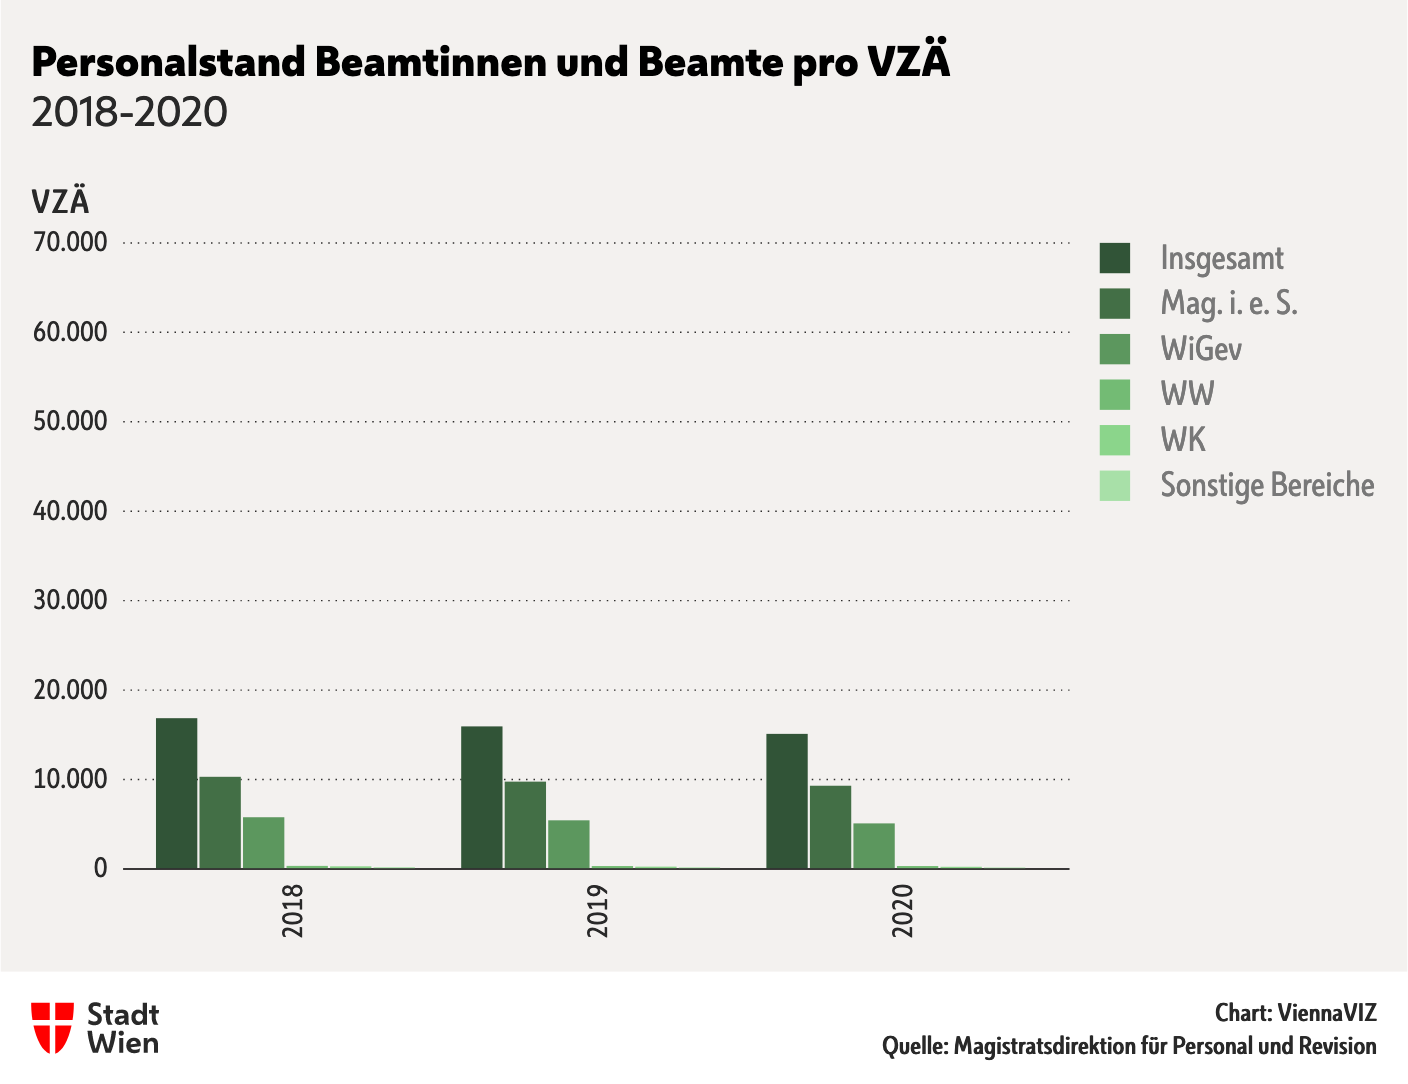 Personalstand Beamtinnen und Beamte pro VZÄ
2018-2020
VZÄ
70.000
60.000
50.000
40.000
30.000
20.000
10.000
0
2018
2019
2020
Insgesamt
Mag. i. e. S.
WiGev
WW
WK
Sonstige Bereiche
Stadt
Wien
Chart: ViennaVIZ
Quelle: Magistratsdirektion für Personal und Revision